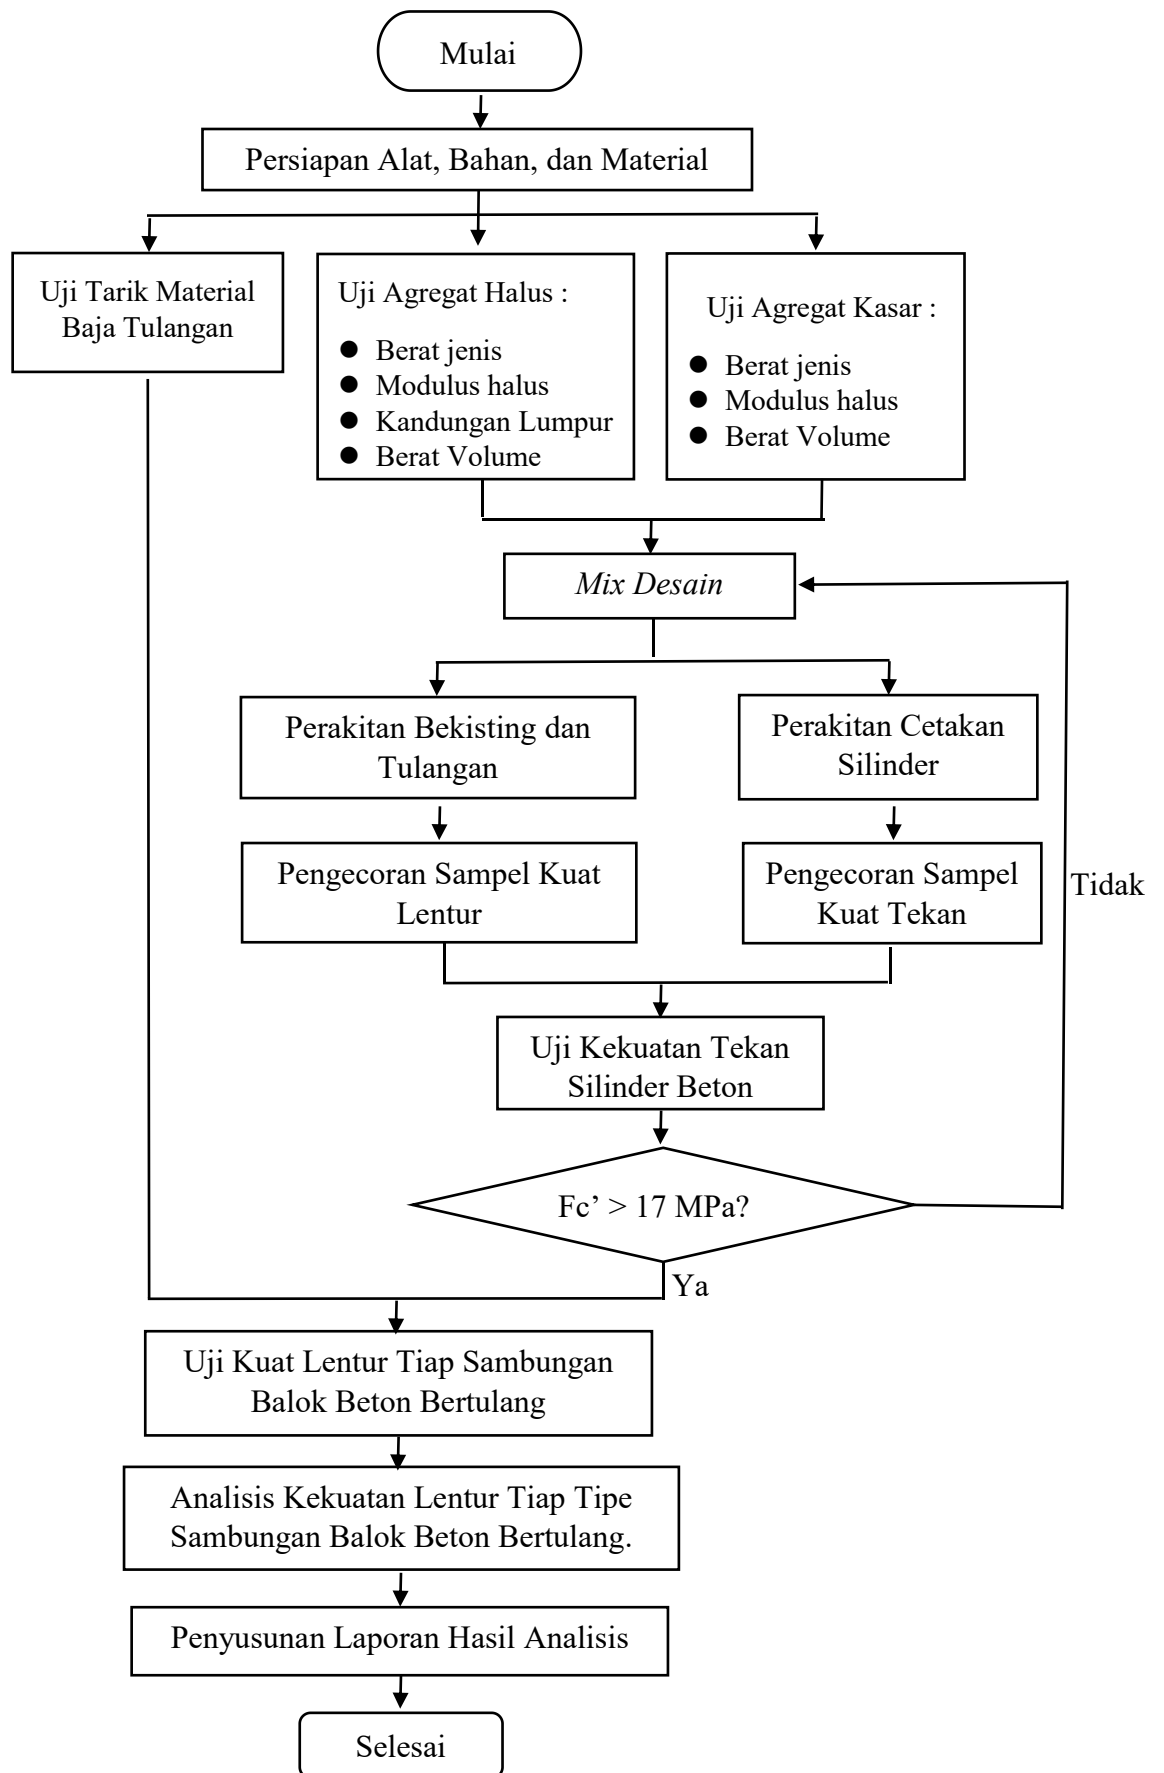 Mulai
Persiapan Alat, Bahan, dan Material
Uji Tarik Material
Baja Tulangan
Uji Agregat Halus :
● Berat jenis
● Modulus halus
● Kandungan Lumpur
● Berat Volume
Uji Agregat Kasar :
● Berat jenis
● Modulus halus
● Berat Volume
Mix Desain
Perakitan Bekisting dan
Tulangan
Perakitan Cetakan
Silinder
Pengecoran Sampel Kuat
Lentur
Pengecoran Sampel
Kuat Tekan
Tidak
Uji Kekuatan Tekan
Silinder Beton
Fc’ > 17 MPa?
Ya
Uji Kuat Lentur Tiap Sambungan
Balok Beton Bertulang
Analisis Kekuatan Lentur Tiap Tipe
Sambungan Balok Beton Bertulang.
Penyusunan Laporan Hasil Analisis
Selesai